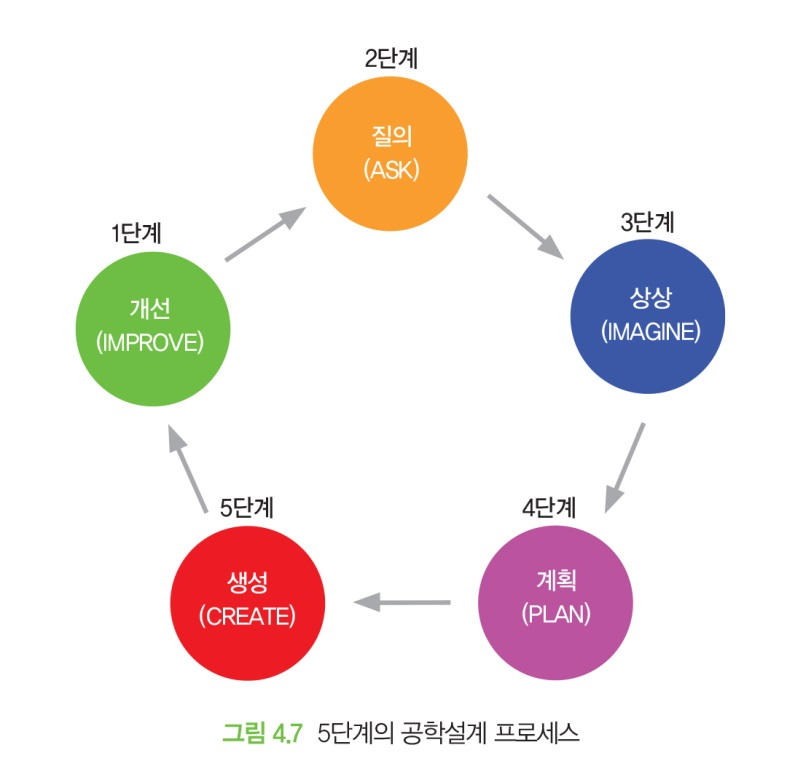 2단계
질의
(ASK)
3단계
상상
(IMAGINE)
4단계
계획
(PLAN)
5단계
생성
(CREATE)
1단계
개선
(IMPROVE)
그림 4.7 5단계의 공학설계 프로세스